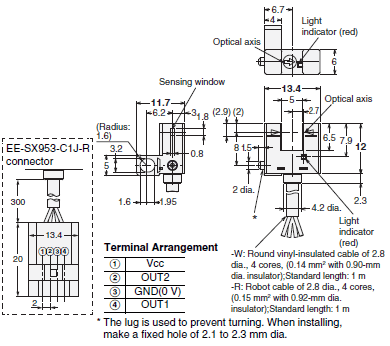 6.7
4
Light
indicator (red)
Optical axis
6
Sensing window
13.4
11.7
5
Optical axis
6.2
3
1.8
(2.9) (2)
2.7
(Radius:
1.6)
EE-SX953-C1J-R
connector
3.2
5
0.8
8
1.5
6.5
7.9
12
1.6
1.95
2 dia.
2.3
300
*
4.2 dia.
Light
indicator
(red)
13.4
① ② ③ ④
20
2
Terminal Arrangement
① Vcc
② OUT2
③ GND(0 V)
④ OUT1
-W: Round vinyl-insulated cable of 2.8
dia., 4 cores, (0.14 mm² with 0.90-mm
dia. insulator);Standard length: 1 m
-R: Robot cable of 2.8 dia., 4 cores,
(0.15 mm² with 0.92-mm dia.
insulator);Standard length: 1 m
* The lug is used to prevent turning. When installing,
make a fixed hole of 2.1 to 2.3 mm dia.